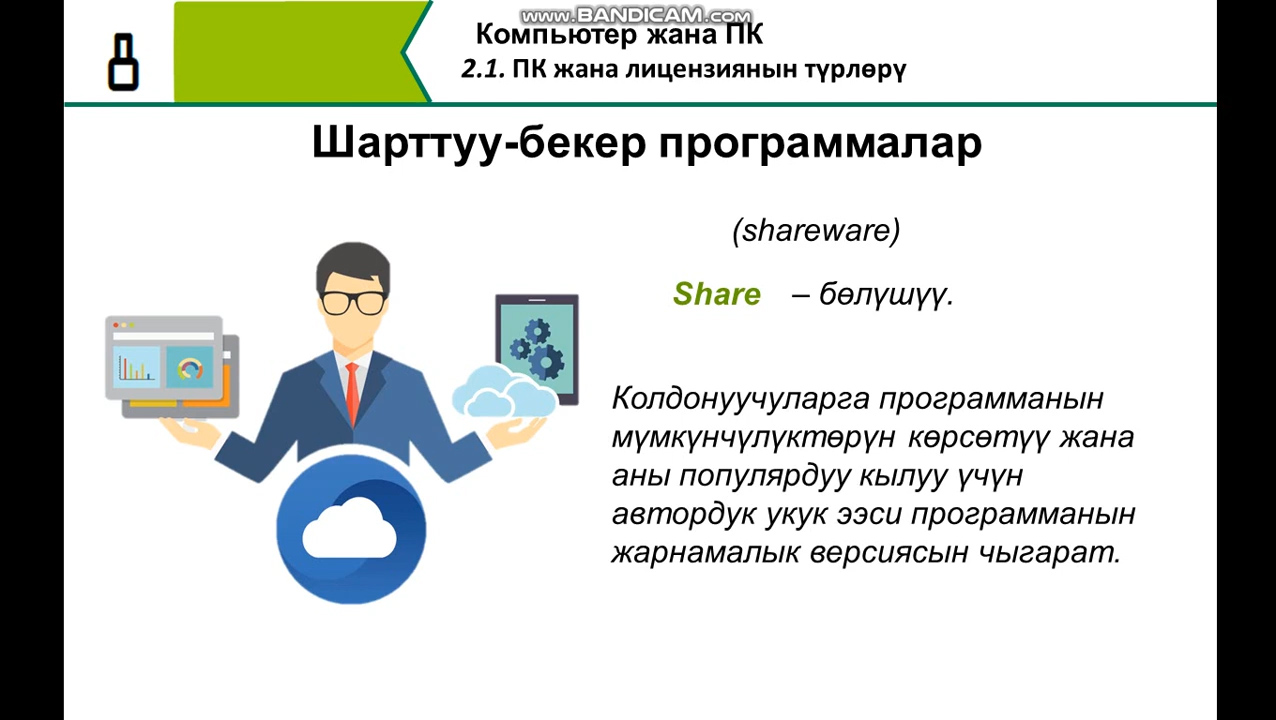 www.BANDICAM.com
Компьютер жана ПК
8
2.1. ПК жана лицензиянын түрлөрү
Шарттуу-бекер программалар
(shareware)
Share – бөлүшүү.
Колдонуучуларга программанын
мүмкүнчүлүктөрүн көрсөтүү жана
аны популярдуу кылуу үчүн
автордук укук ээси программанын
жарнамалык версиясын чыгарат.